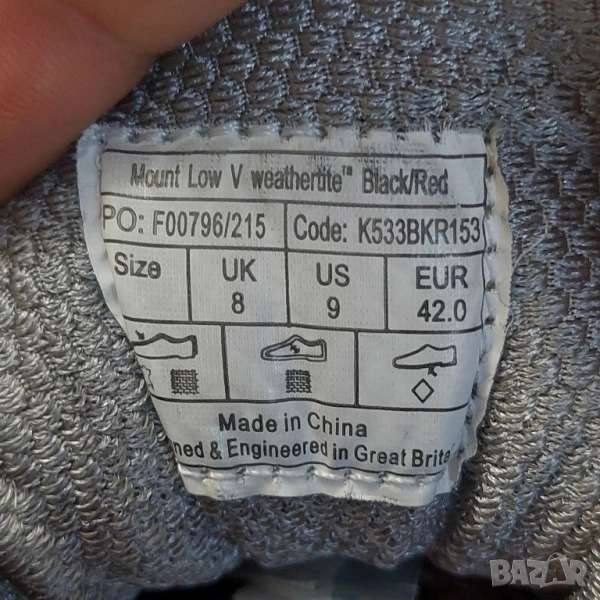 Mount Low V weathertite™ Black/Red
PO: F00796/215 Code: K533BKR153
Size UK US EUR
8 9 42.0
Made in China
ned & Engineered in Great Brita
BAZAR